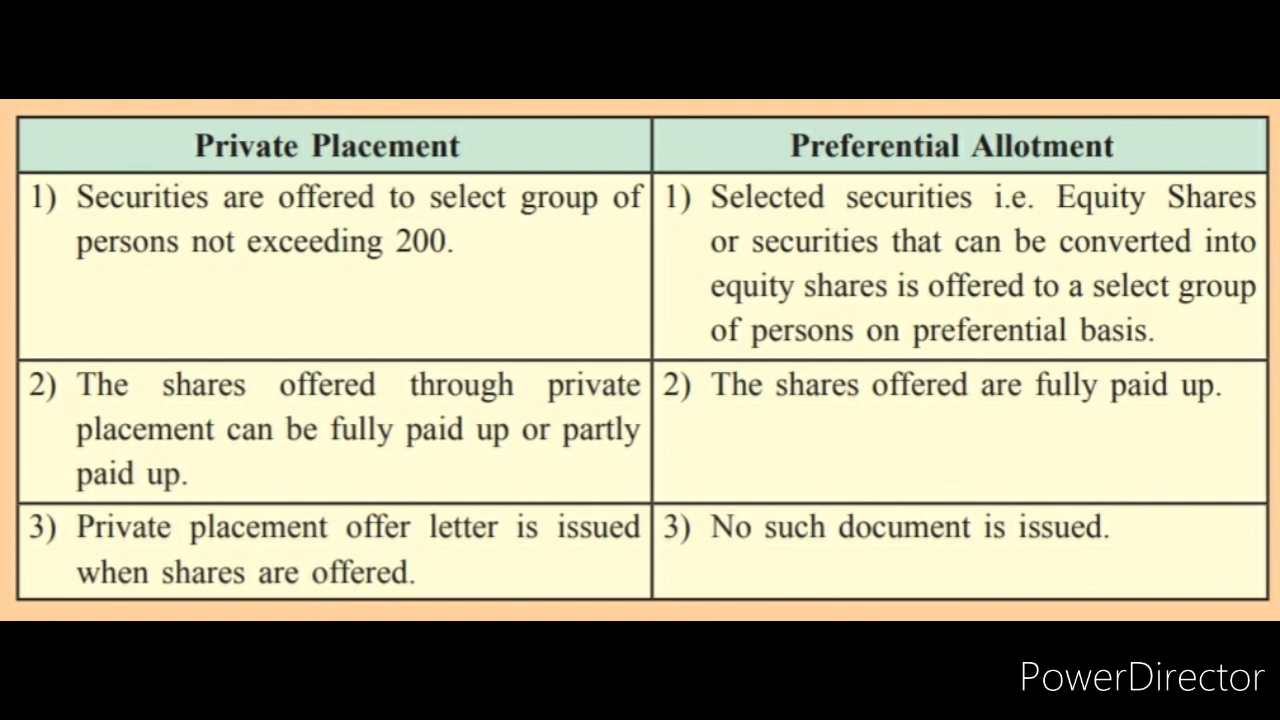 Private Placement
Preferential Allotment
1) Securities are offered to select group of
persons not exceeding 200.
1) Selected securities i.e. Equity Shares
or securities that can be converted into
equity shares is offered to a select group
of persons on preferential basis.
2) The shares offered through private
placement can be fully paid up or partly
paid up.
2) The shares offered are fully paid up.
3) Private placement offer letter is issued
when shares are offered.
3) No such document is issued.
PowerDirector